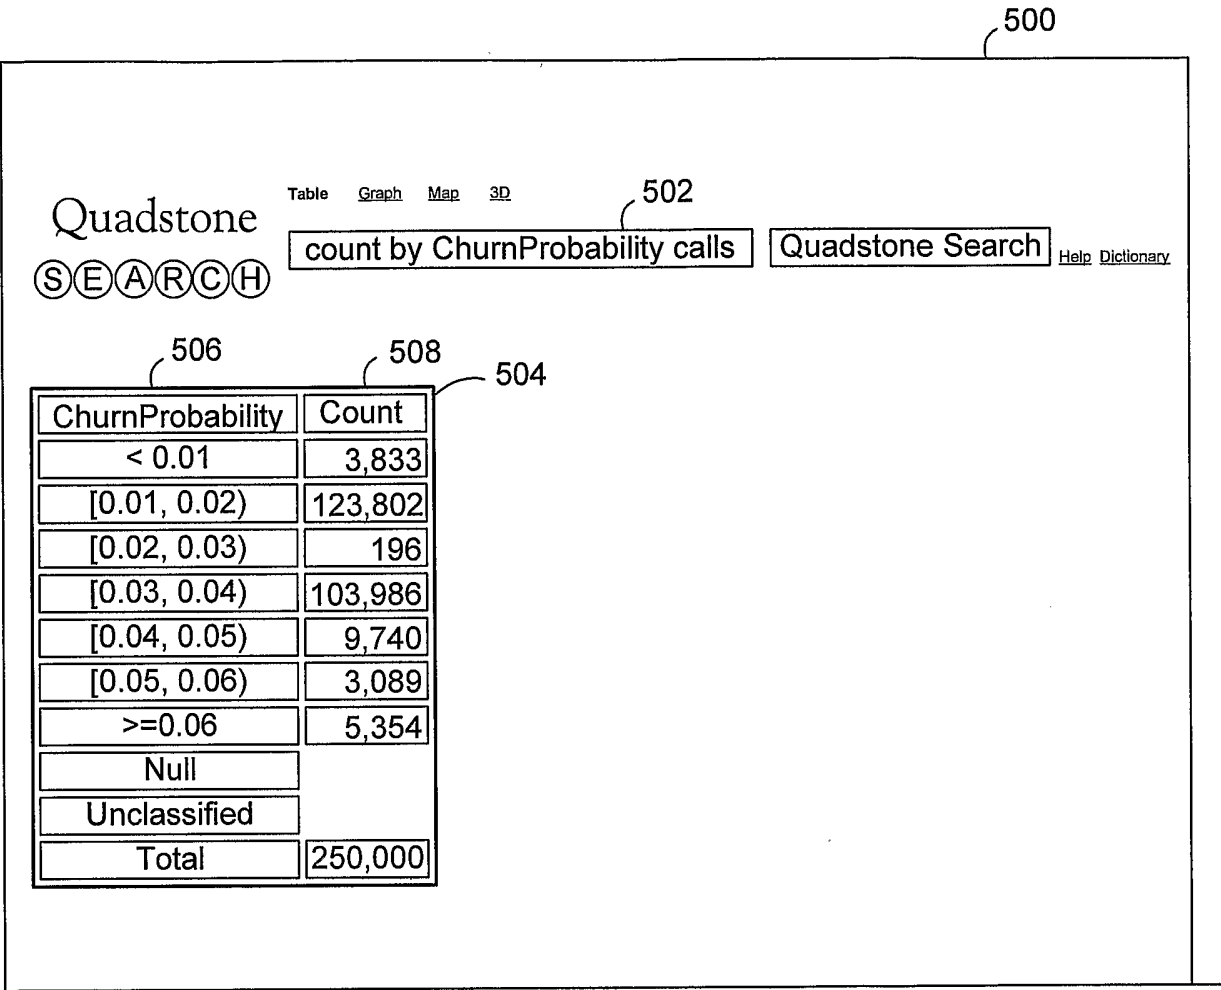 500
Quadstone
SEARCH
Table Graph Map 3D
502
count by ChurnProbability calls Quadstone Search Help Dictionary
506 508 504
ChurnProbability Count
< 0.01 3,833
[0.01, 0.02) 123,802
[0.02, 0.03) 196
[0.03, 0.04) 103,986
[0.04, 0.05) 9,740
[0.05, 0.06) 3,089
>=0.06 5,354
Null
Unclassified
Total 250,000